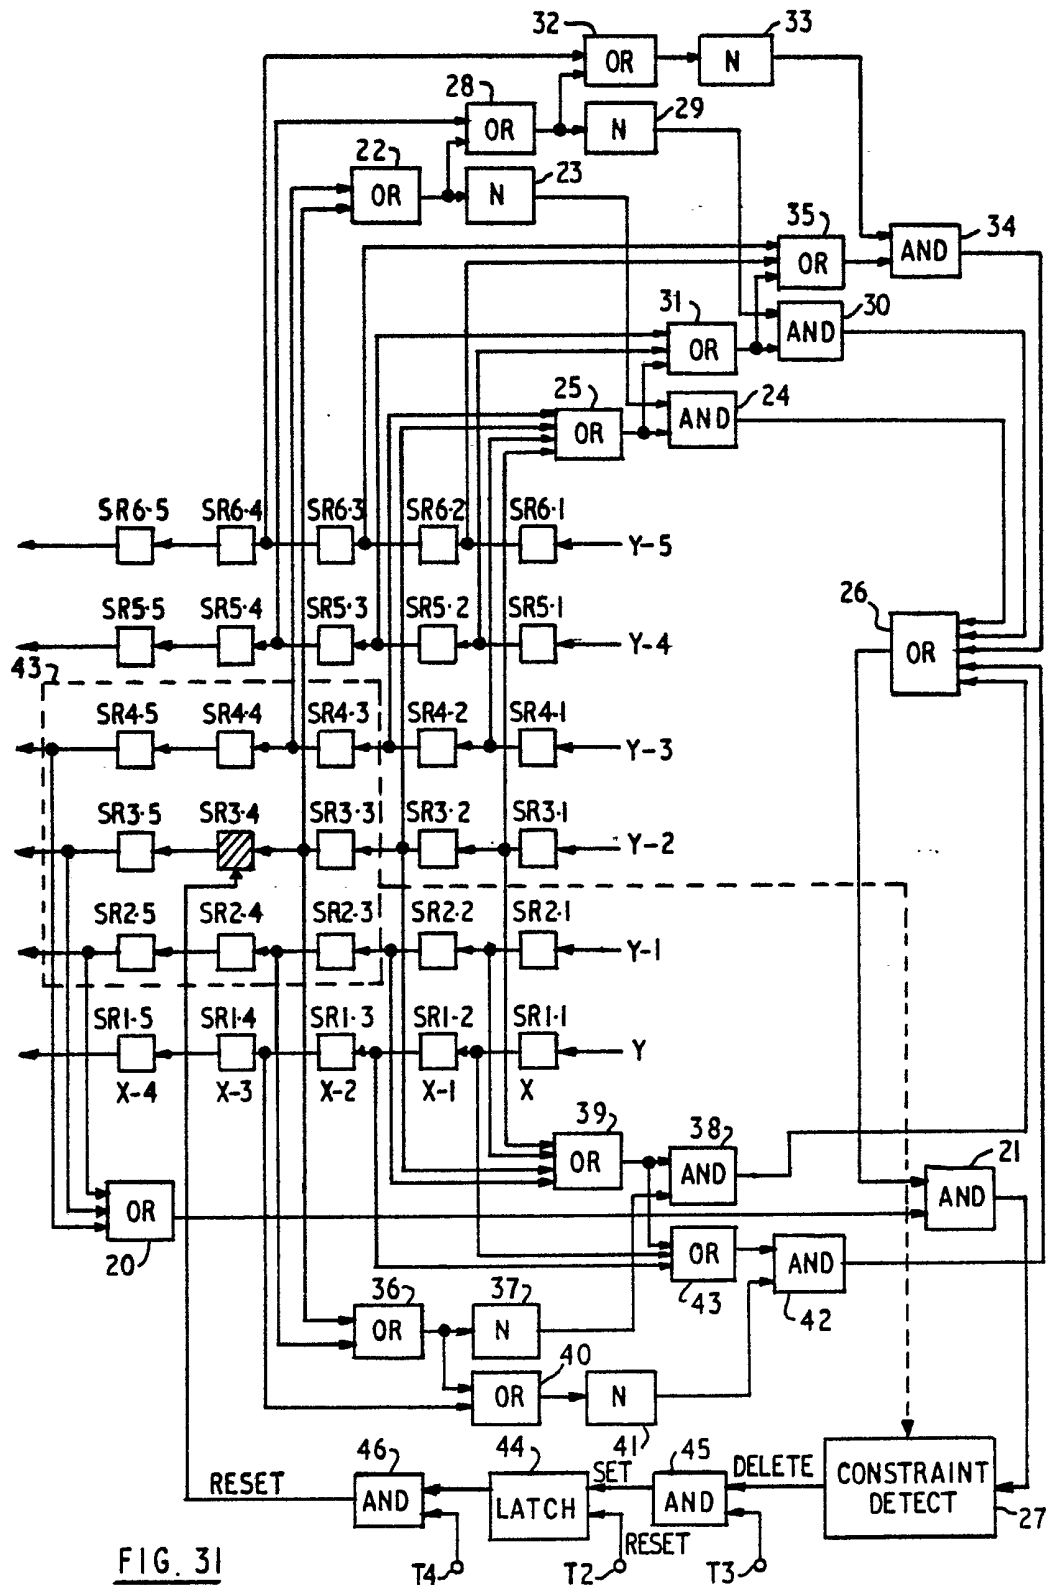 32
33
OR
N
28
29
OR
N
22
23
OR
N
35
34
OR
AND
31
30
OR
AND
25
24
OR
AND
SR6·5 SR6·4 SR6·3 SR6·2 SR6·1
Y-5
26
OR
SR5·5 SR5·4 SR5·3 SR5·2 SR5·1
Y-4
43
SR4·5 SR4·4 SR4·3 SR4·2 SR4·1
Y-3
SR3·5 SR3·4 SR3·3 SR3·2 SR3·1
Y-2
SR2·5 SR2·4 SR2·3 SR2·2 SR2·1
Y-1
SR1·5 SR1·4 SR1·3 SR1·2 SR1·1
Y
X-4 X-3 X-2 X-1 X
39
38
OR
AND
21
AND
OR
20
OR
43
AND
42
36
37
OR
N
40
OR
N
41
46
44
45
RESET
AND
LATCH
SET
AND
DELETE
CONSTRAINT
DETECT
27
RESET
T4
T2
T3
FIG. 31